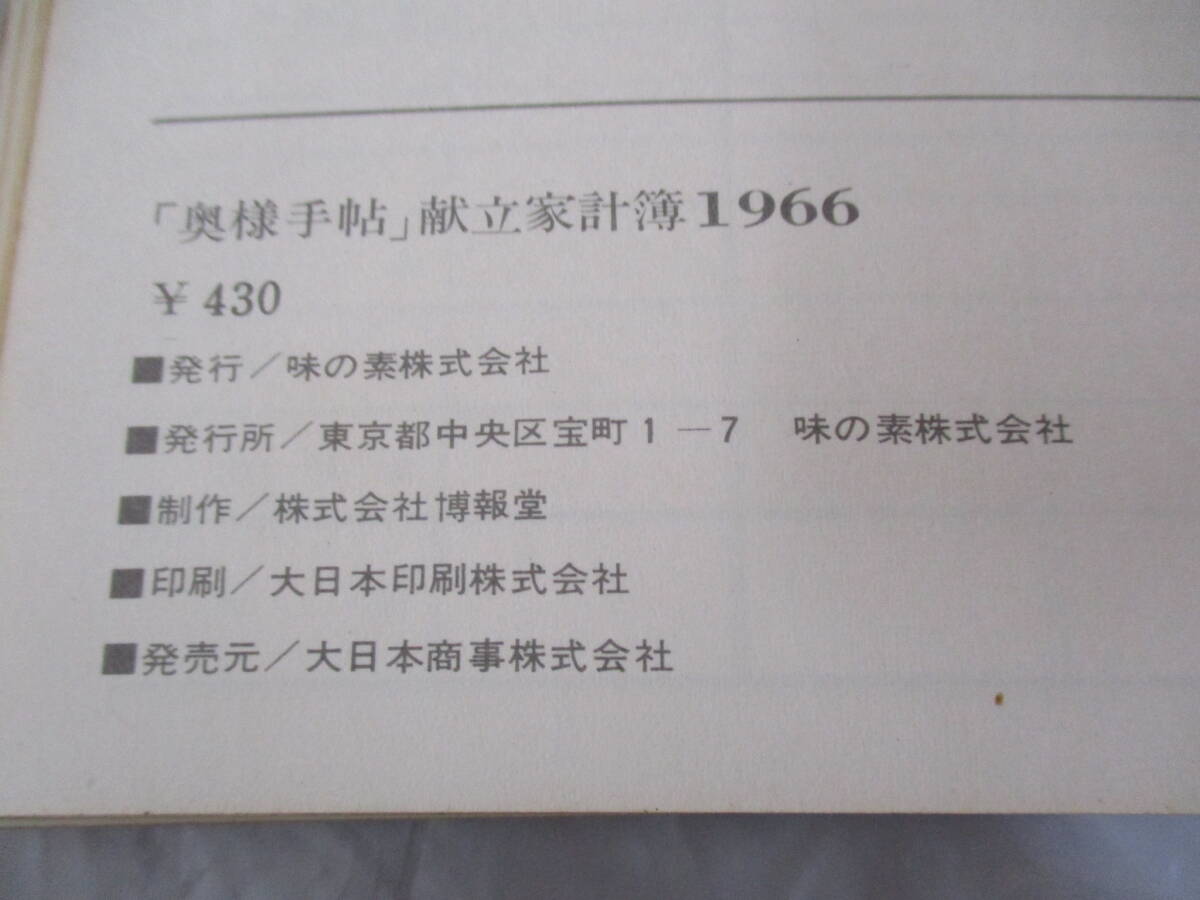 「奥様手帖」献立家計簿1966
¥ 430
■発行／味の素株式会社
■発行所／東京都中央区宝町1―7　味の素株式会社
■制作／株式会社博報堂
■印刷／大日本印刷株式会社
■発売元／大日本商事株式会社